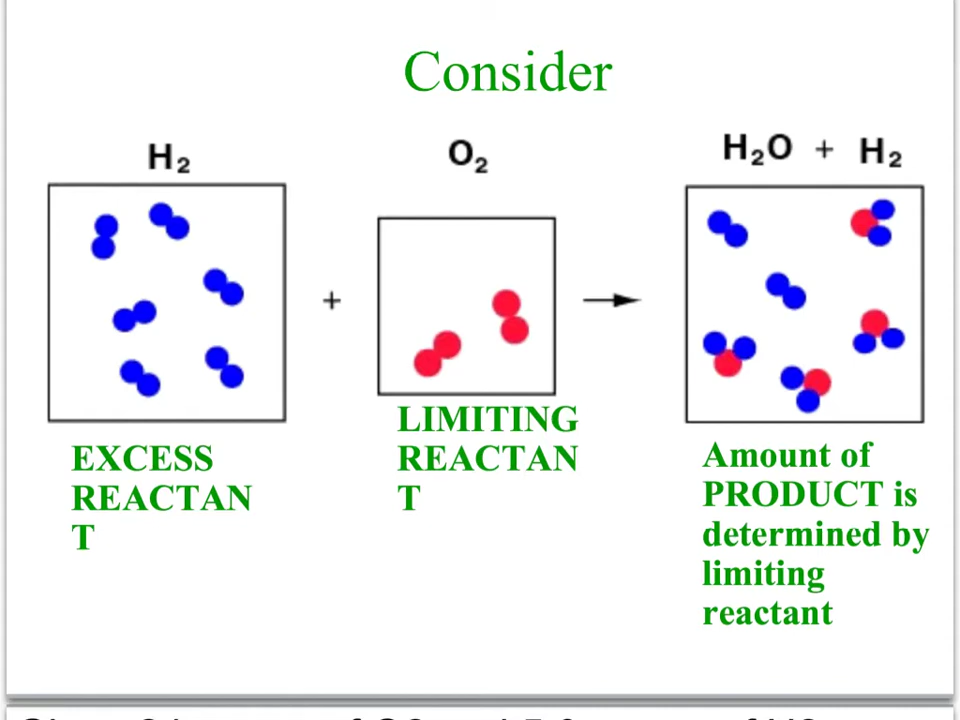 Consider
H₂
O₂
H₂O + H₂
+
EXCESS
REACTAN
T
LIMITING
REACTAN
T
Amount of
PRODUCT is
determined by
limiting
reactant